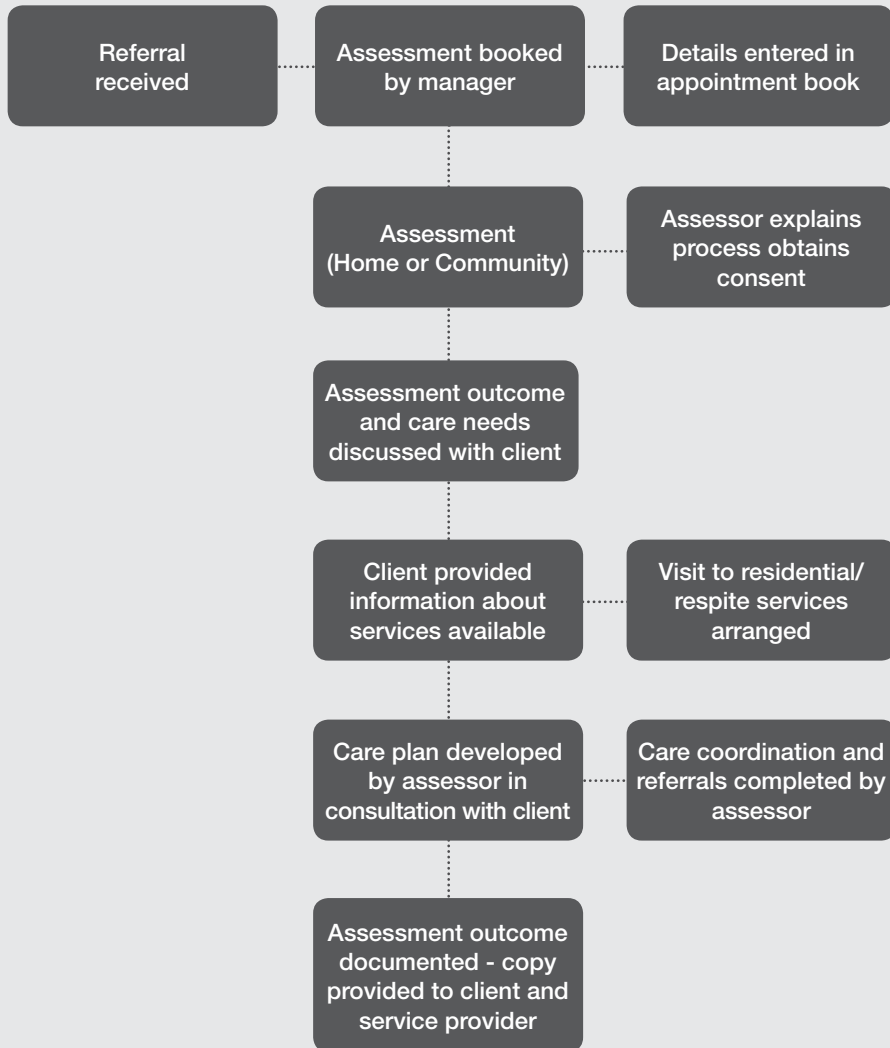 Referral
received
Assessment booked
by manager
Details entered in
appointment book
Assessment
(Home or Community)
Assessor explains
process obtains
consent
Assessment outcome
and care needs
discussed with client
Client provided
information about
services available
Visit to residential/
respite services
arranged
Care plan developed
by assessor in
consultation with client
Care coordination and
referrals completed by
assessor
Assessment outcome
documented - copy
provided to client and
service provider